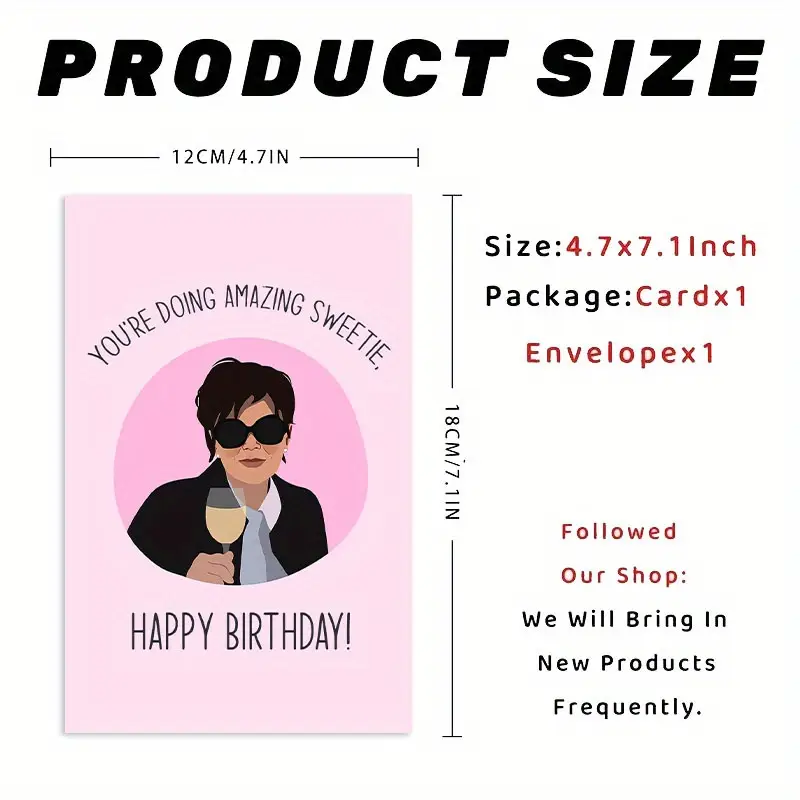 PRODUCT SIZE
12CM/4.7IN
YOU'RE DOING AMAZING SWEETIE,
HAPPY BIRTHDAY!
18CM/7.1IN
Size:4.7x7.1Inch
Package:Cardx1
Envelopex1
Followed
Our Shop:
We Will Bring In
New Products
Frequently.